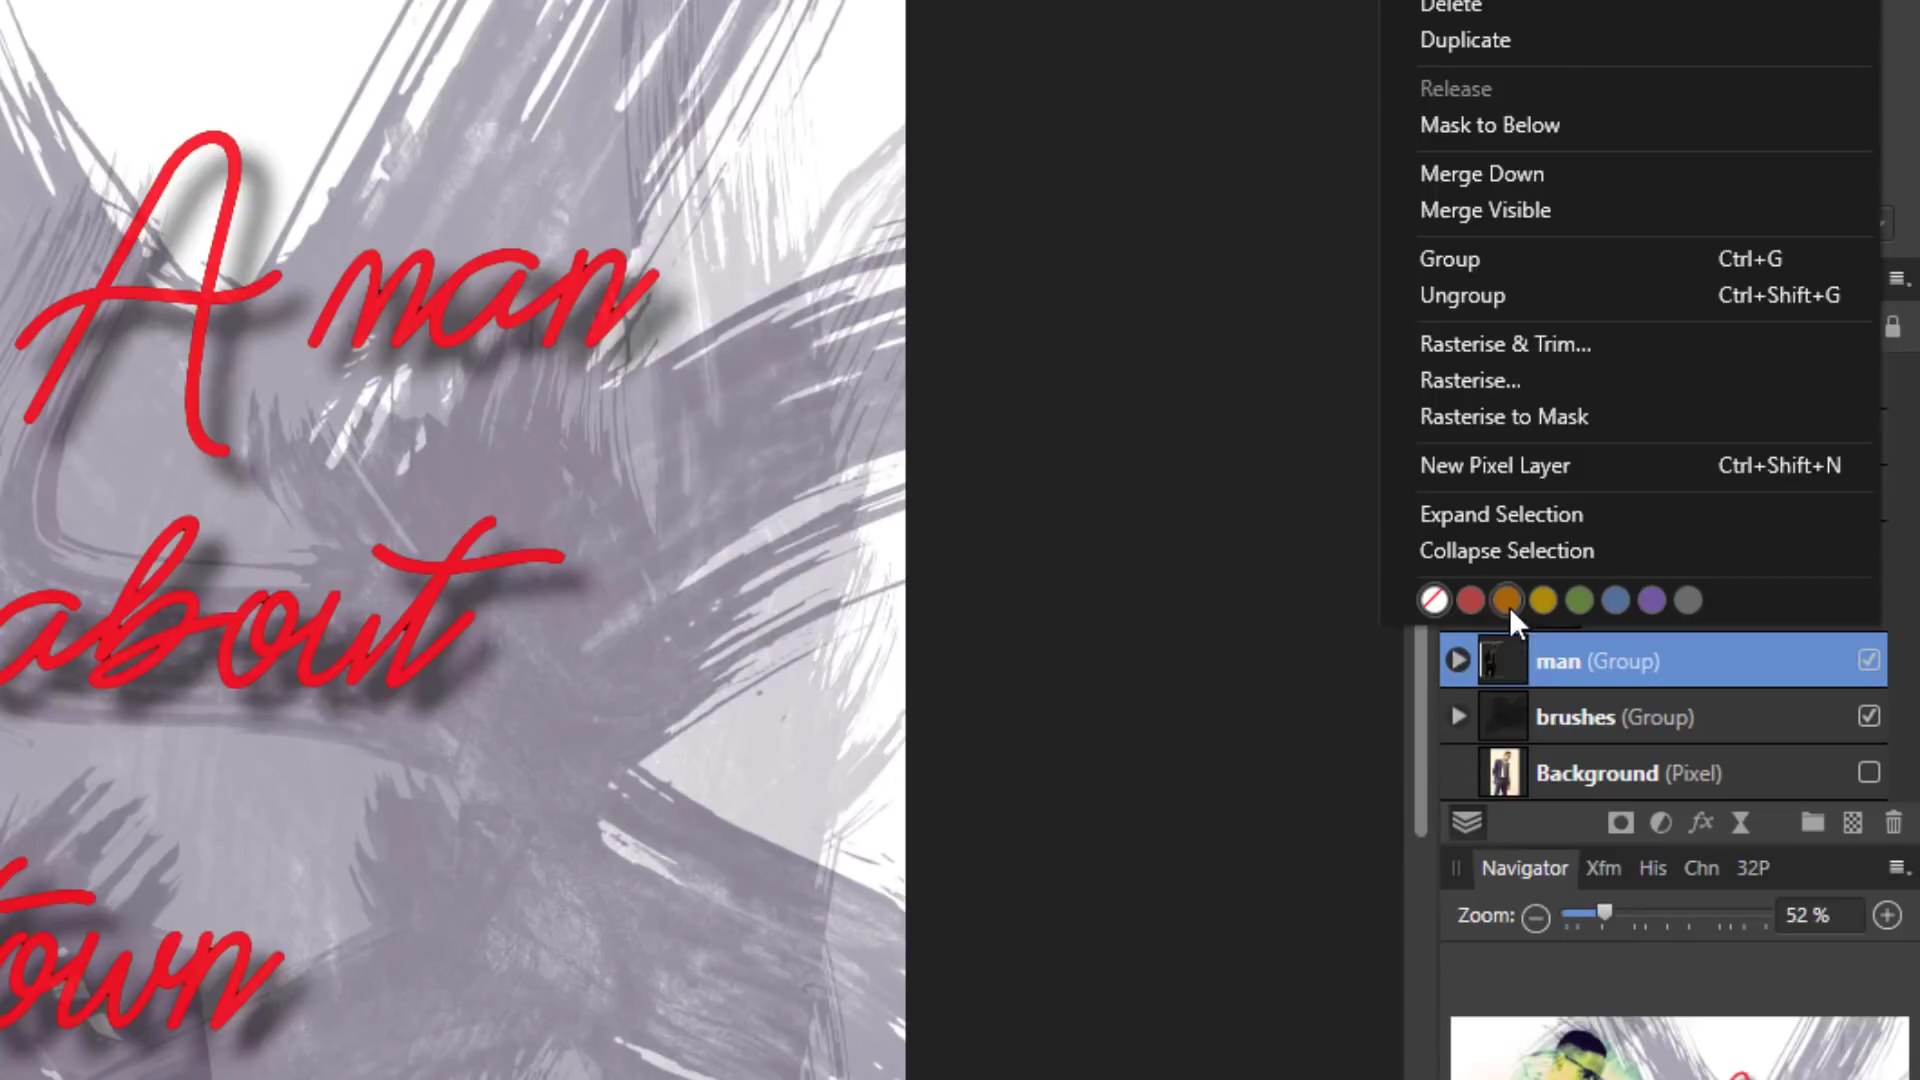 A man
about
town
Delete
Duplicate
Release
Mask to Below
Merge Down
Merge Visible
Group Ctrl+G
Ungroup Ctrl+Shift+G
Rasterise & Trim...
Rasterise...
Rasterise to Mask
New Pixel Layer Ctrl+Shift+N
Expand Selection
Collapse Selection
man (Group)
brushes (Group)
Background (Pixel)
fx
Navigator Xfm His Chn 32P
Zoom: 52 %